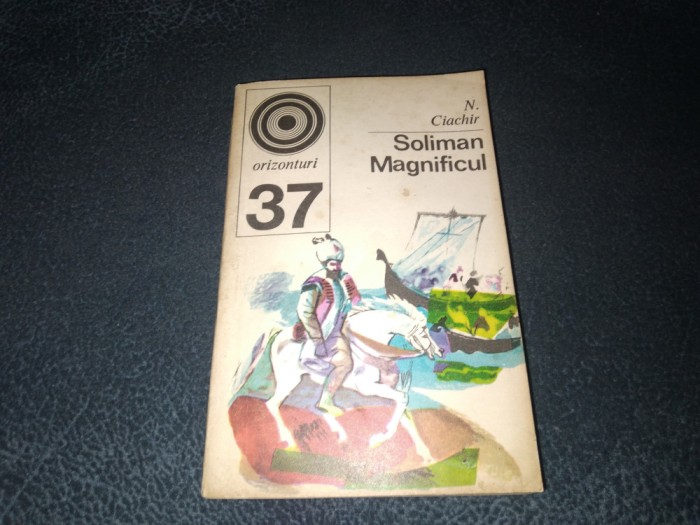 orizonturi
37
N.
Ciachir
Soliman
Magnificul